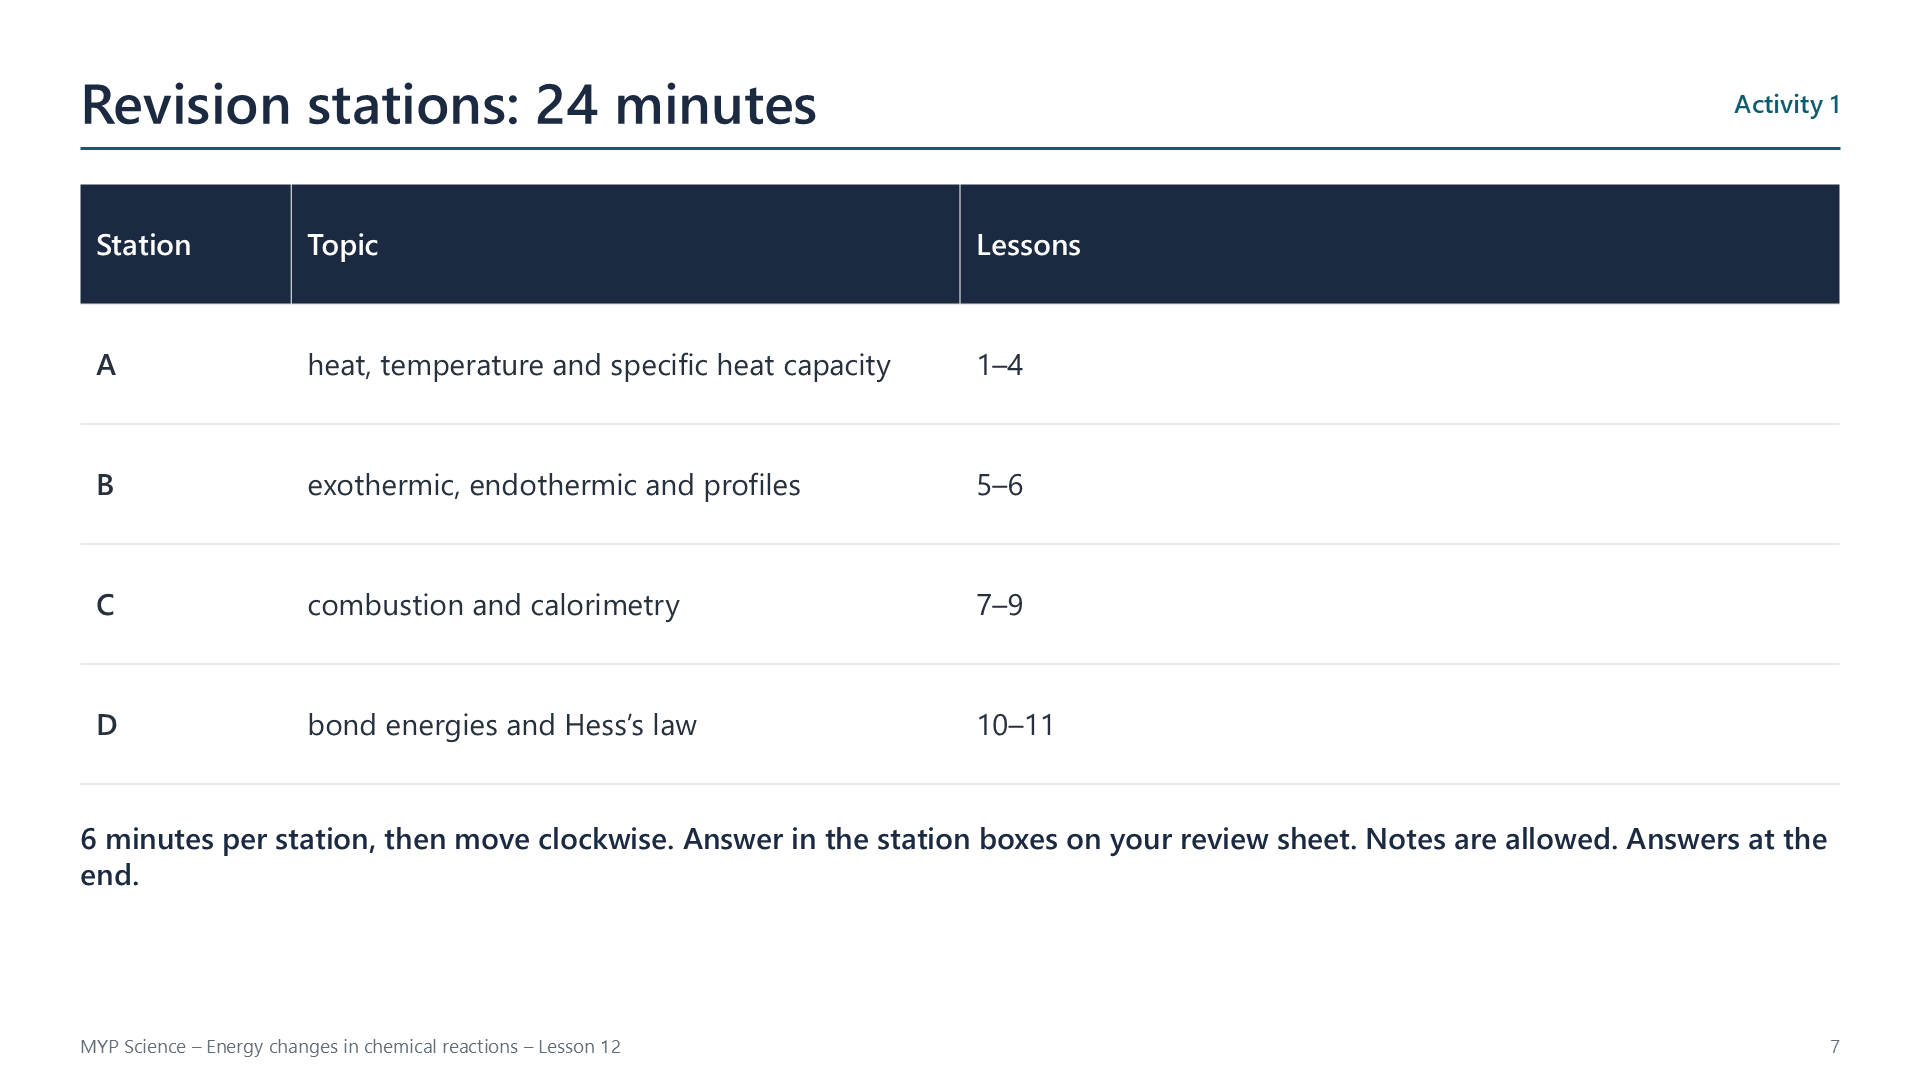 Revision stations: 24 minutes
Activity 1
Station Topic Lessons
A heat, temperature and specific heat capacity 1–4
B exothermic, endothermic and profiles 5–6
C combustion and calorimetry 7–9
D bond energies and Hess’s law 10–11
6 minutes per station, then move clockwise. Answer in the station boxes on your review sheet. Notes are allowed. Answers at the
end.
MYP Science – Energy changes in chemical reactions – Lesson 12
7